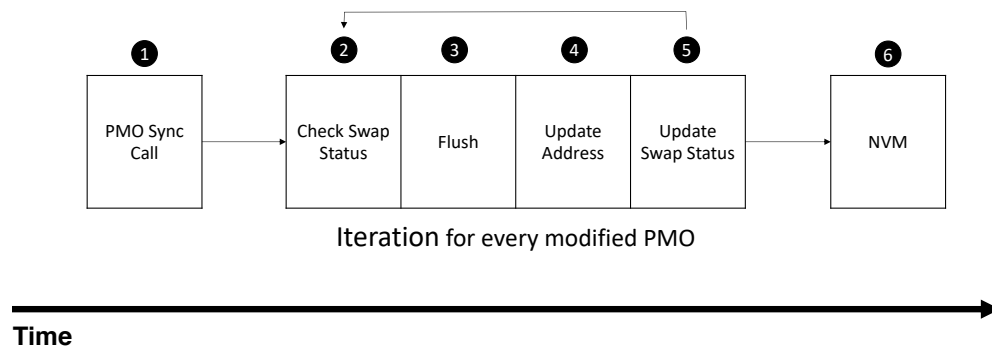 1
2
3
4
5
6
PMO Sync
Call
Check Swap
Status
Flush
Update
Address
Update
Swap Status
NVM
Iteration for every modified PMO
Time